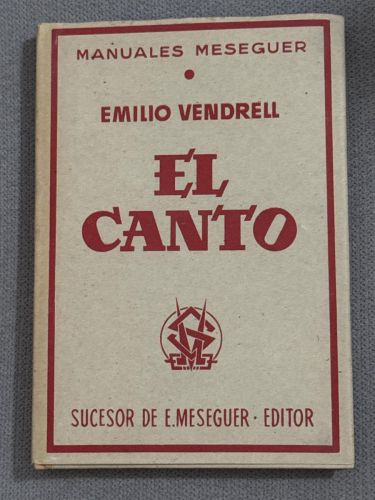 MANUALES MESEGUER
EMILIO VENDRELL
EL
CANTO
SUCESOR DE E. MESEGUER · EDITOR